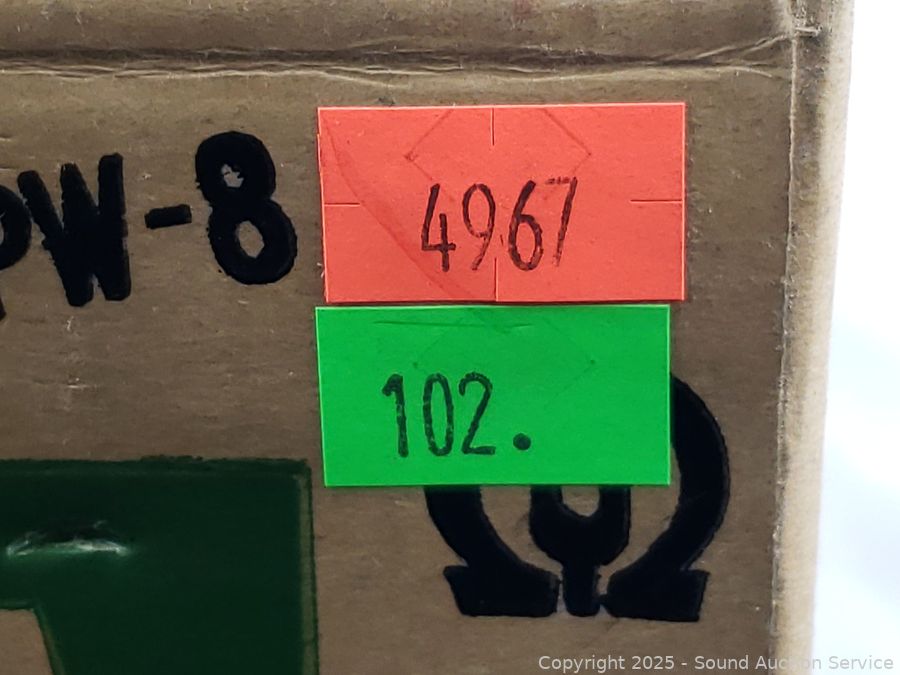 PW-8
4967
102.
Copyright 2025 - Sound Auction Service